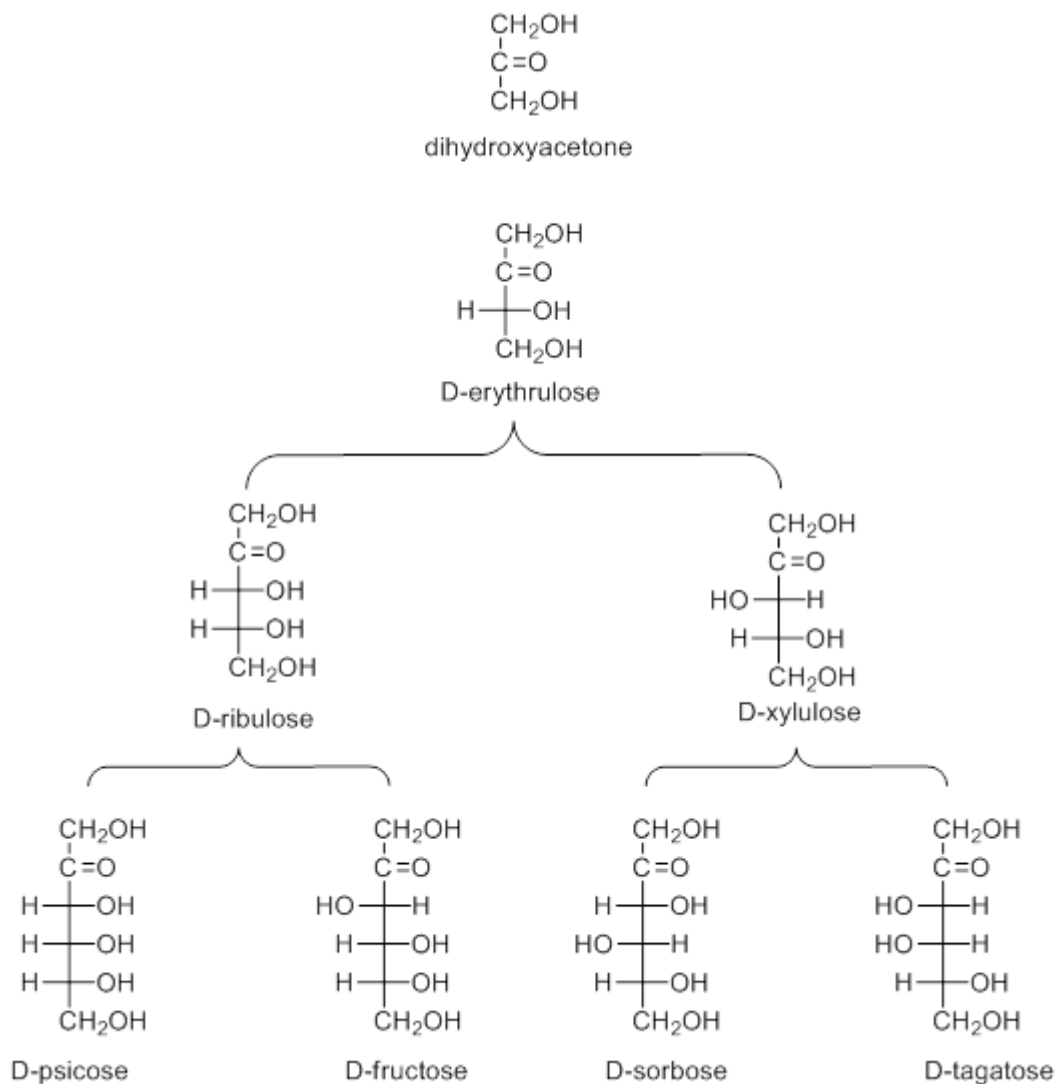 CH2OH
C=O
CH2OH
dihydroxyacetone
CH2OH
C=O
H OH
CH2OH
D-erythrulose
CH2OH
C=O
H OH
H OH
CH2OH
D-ribulose
CH2OH
C=O
HO H
H OH
CH2OH
D-xylulose
CH2OH
C=O
H OH
H OH
H OH
CH2OH
D-psicose
CH2OH
C=O
HO H
H OH
H OH
CH2OH
D-fructose
CH2OH
C=O
H OH
HO H
H OH
CH2OH
D-sorbose
CH2OH
C=O
HO H
HO H
H OH
CH2OH
D-tagatose